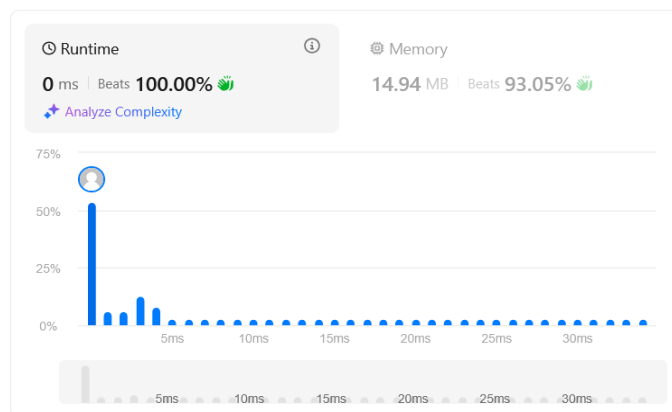 Runtime
0 ms Beats 100.00%
Analyze Complexity
Memory
14.94 MB Beats 93.05%
75%
50%
25%
0%
5ms 10ms 15ms 20ms 25ms 30ms
5ms 10ms 15ms 20ms 25ms 30ms